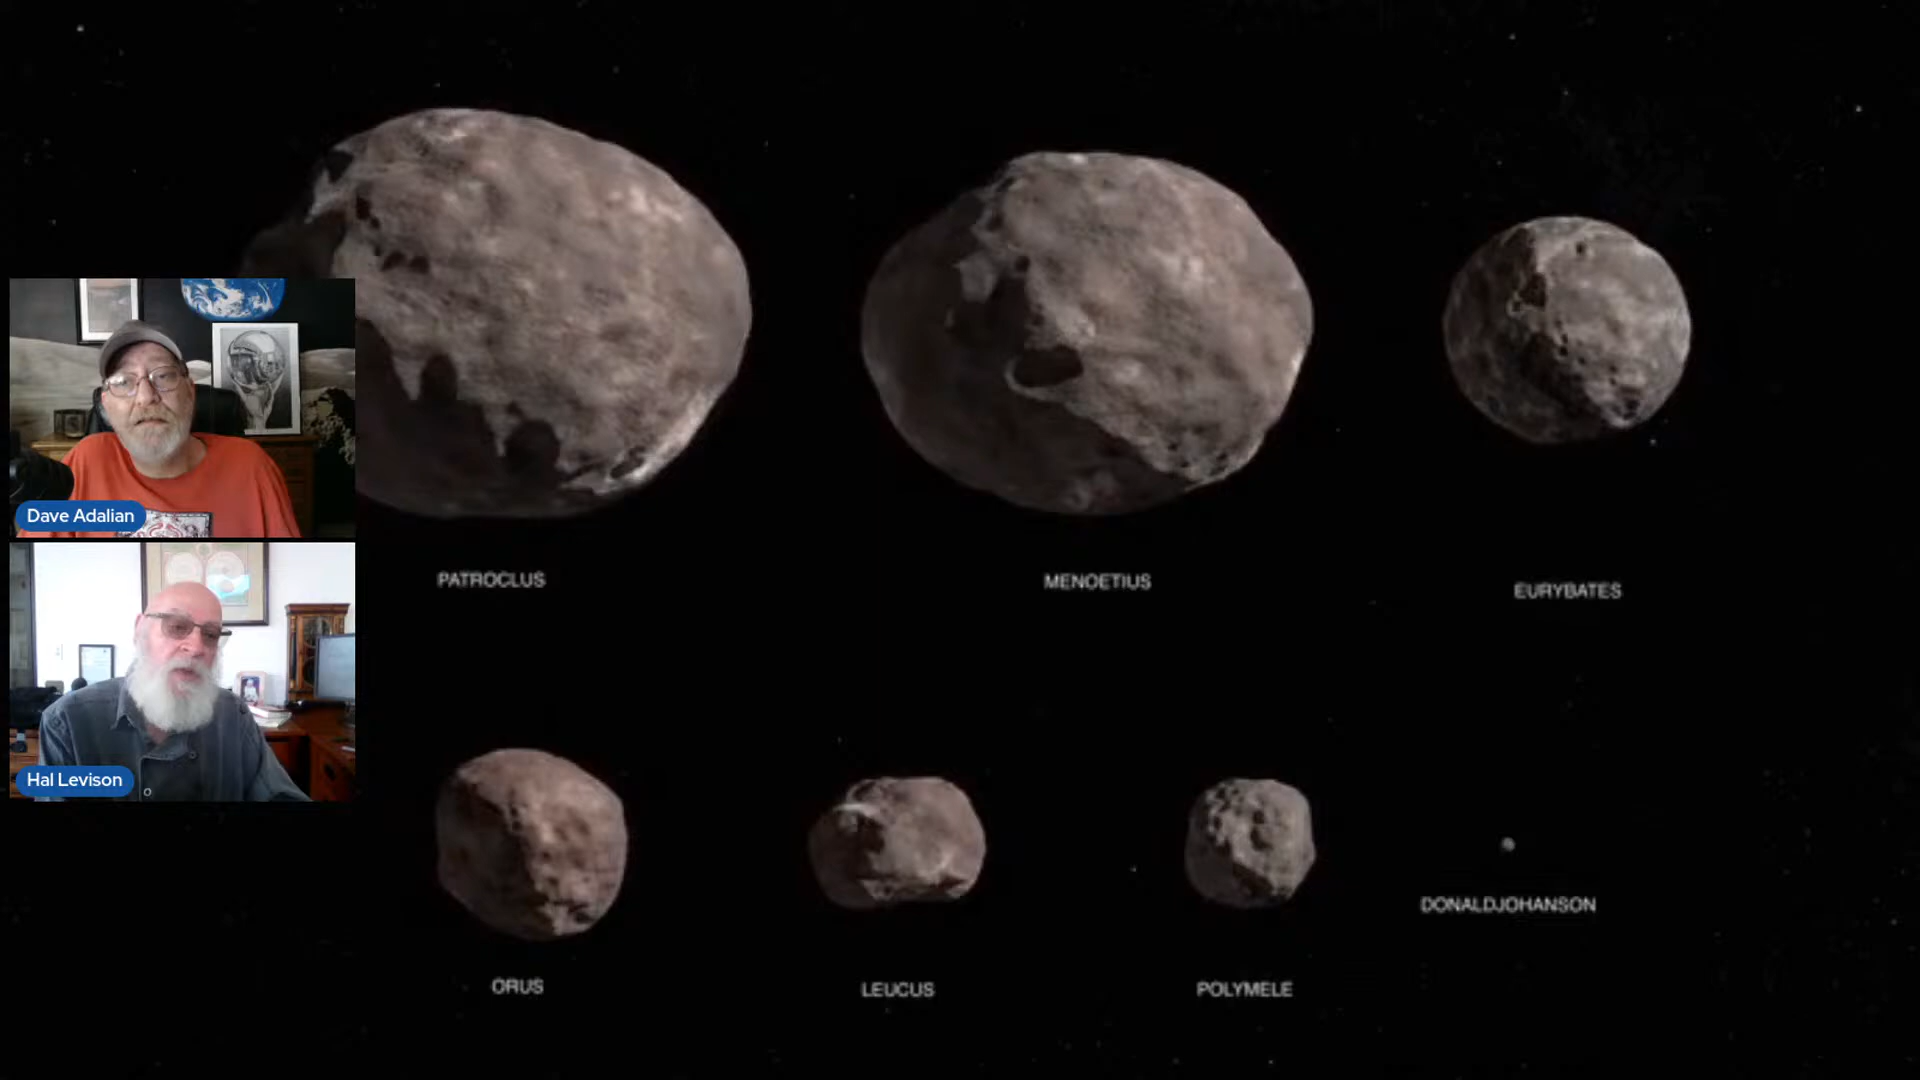 Dave Adalian
PATROCLUS
MENOETIUS
EURYBATES
Hal Levison
DONALDJOHANSON
ORUS
LEUCUS
POLYMELE